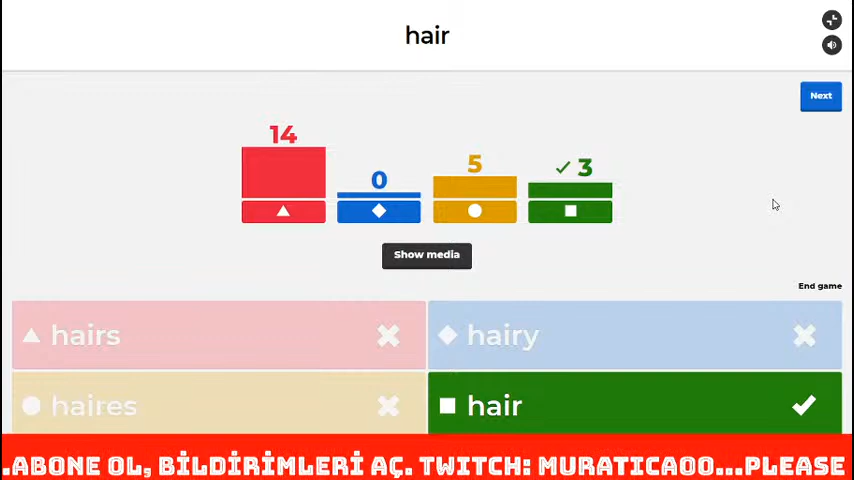 hair
Next
14
0
5
3
Show media
End game
hairs
hairy
haires
hair
.ABONE OL, BİLDİRİMLERİ AÇ. TWITCH: MURATICAOO...PLEASE